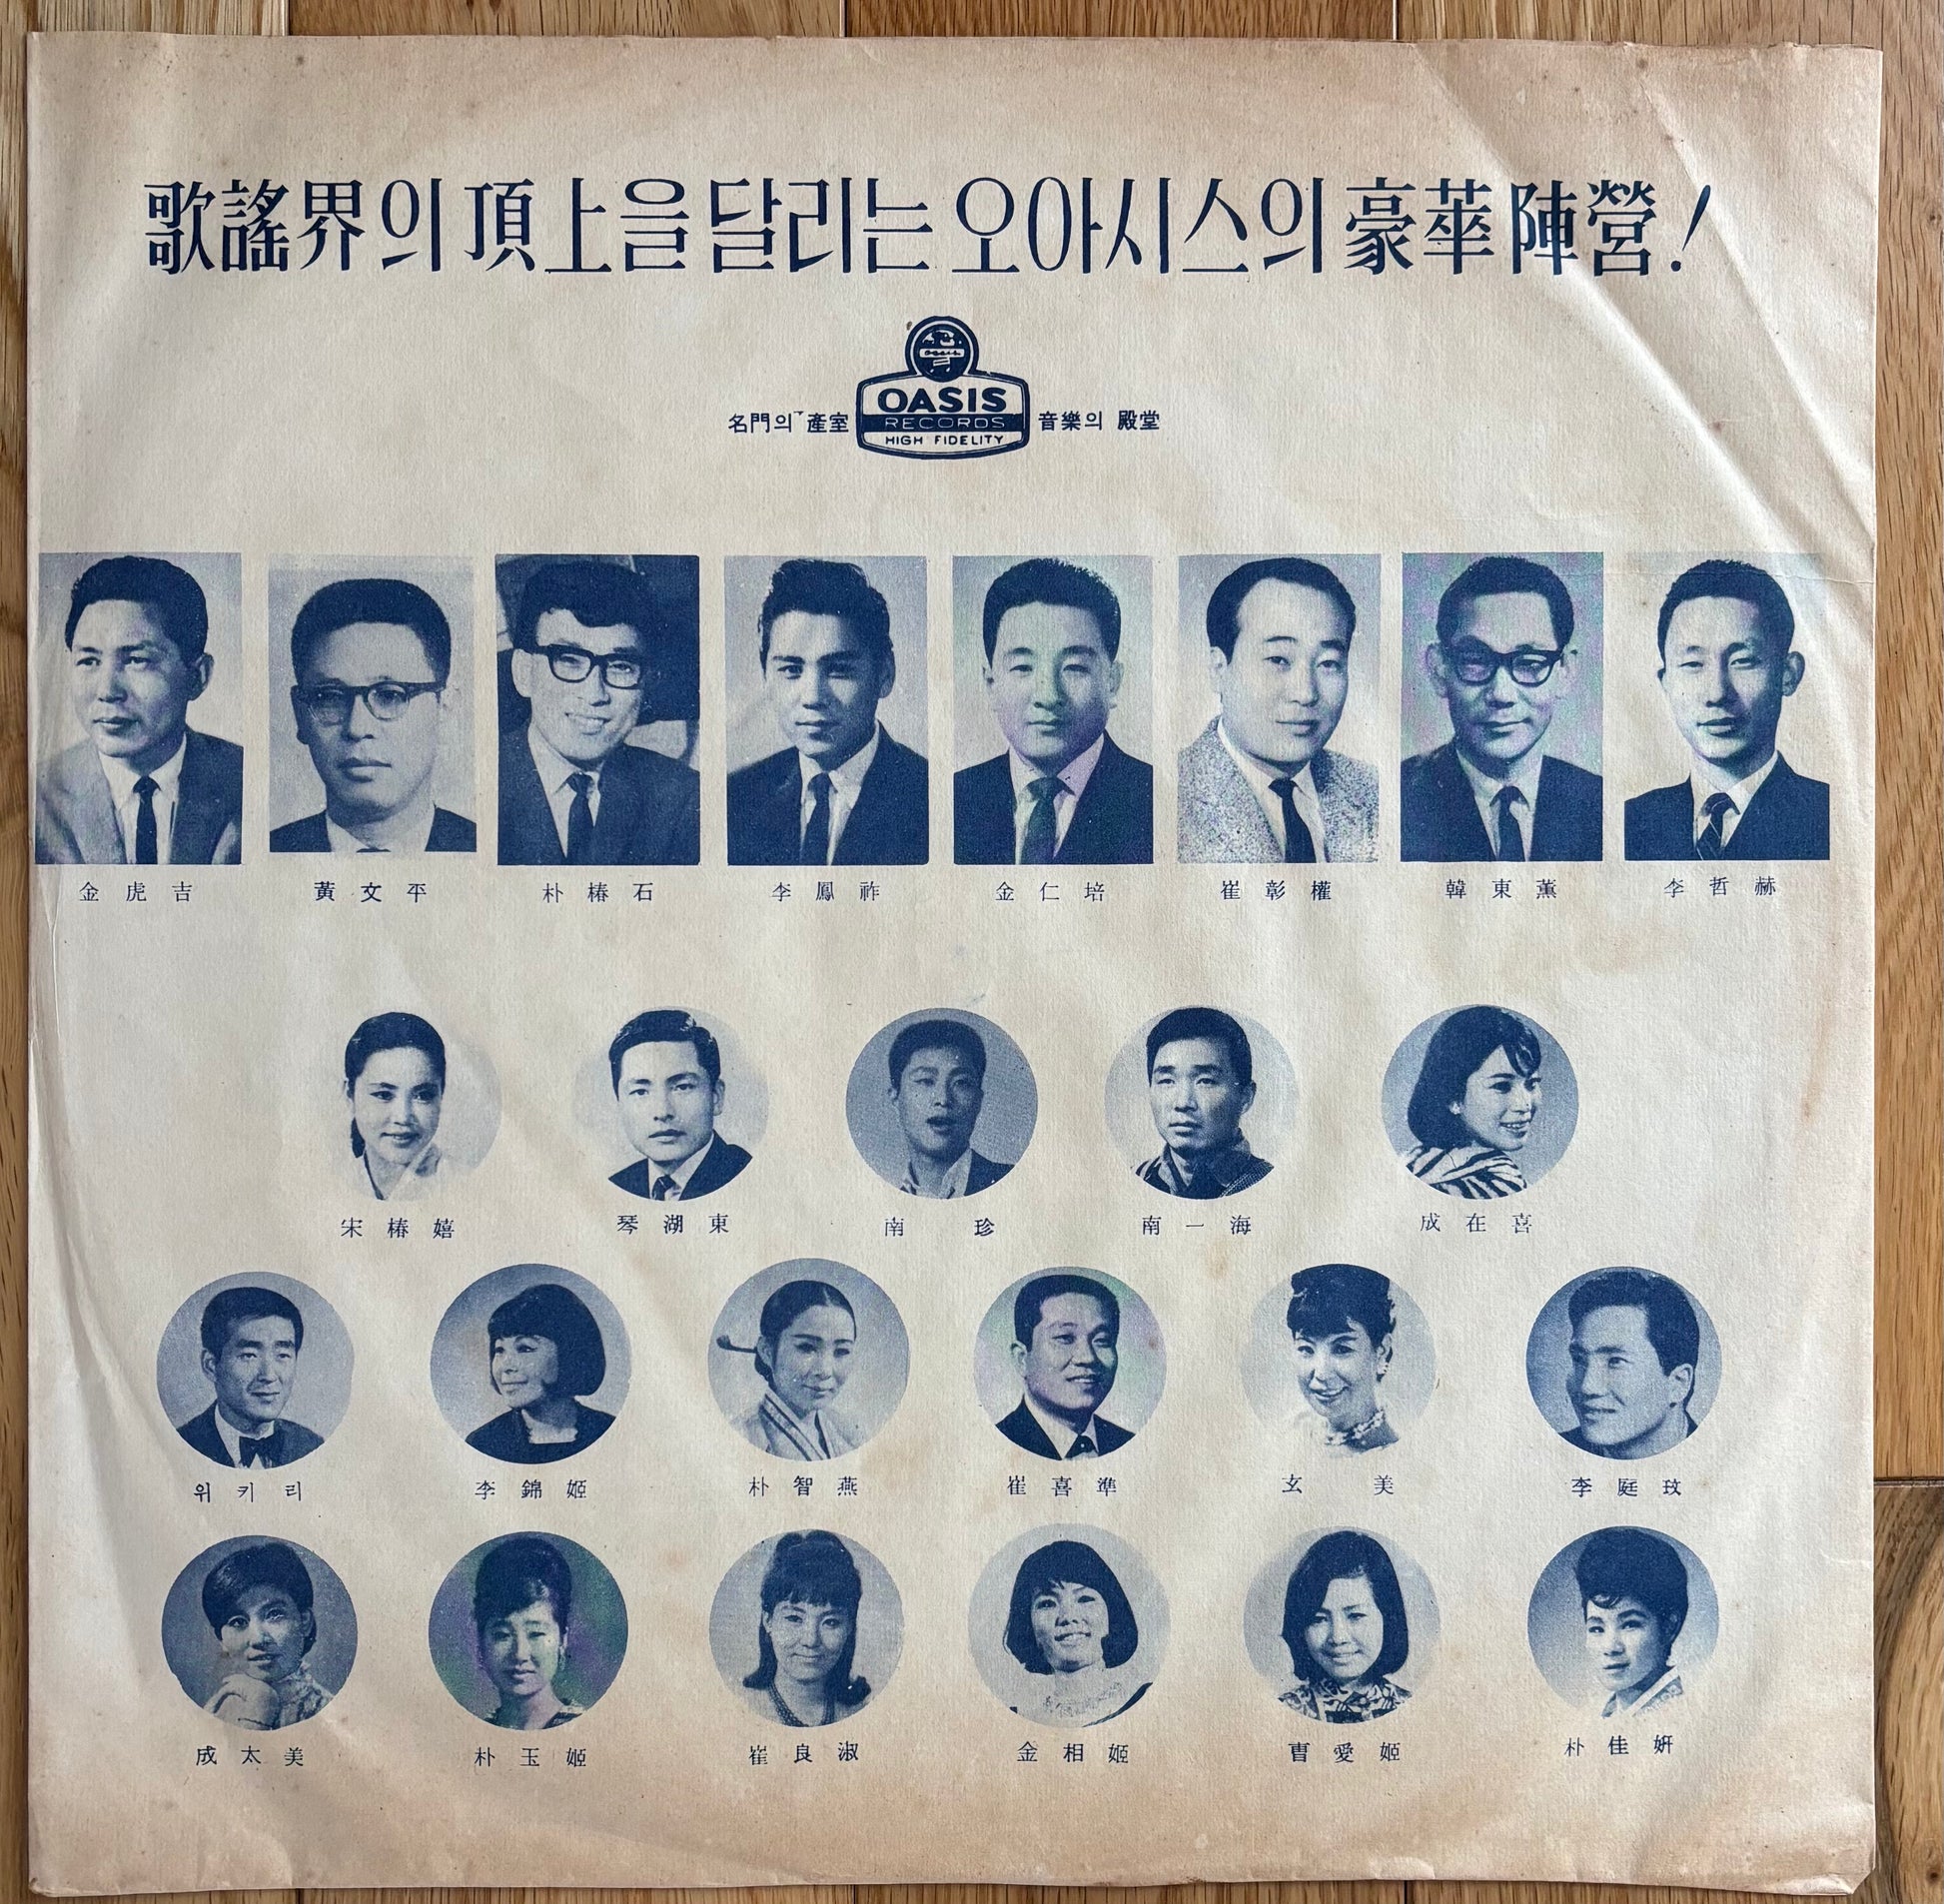 歌謠界의 頂上을 달리는 오아시스의 豪華陣營!
OASIS
名門의 產室 OASIS 音樂의 殿堂
RECORDS
HIGH FIDELITY
金虎吉 黃文平 朴椿石 李鳳祚 金仁培 崔彰權 韓東薰 李哲赫
宋椿嬉 琴湖東 南珍 南一海 成在喜
위키리 李錦姬 朴智燕 崔喜準 玄美 李庭玟
成太美 朴玉姬 崔良淑 金相姬 曺愛姬 朴佳姸